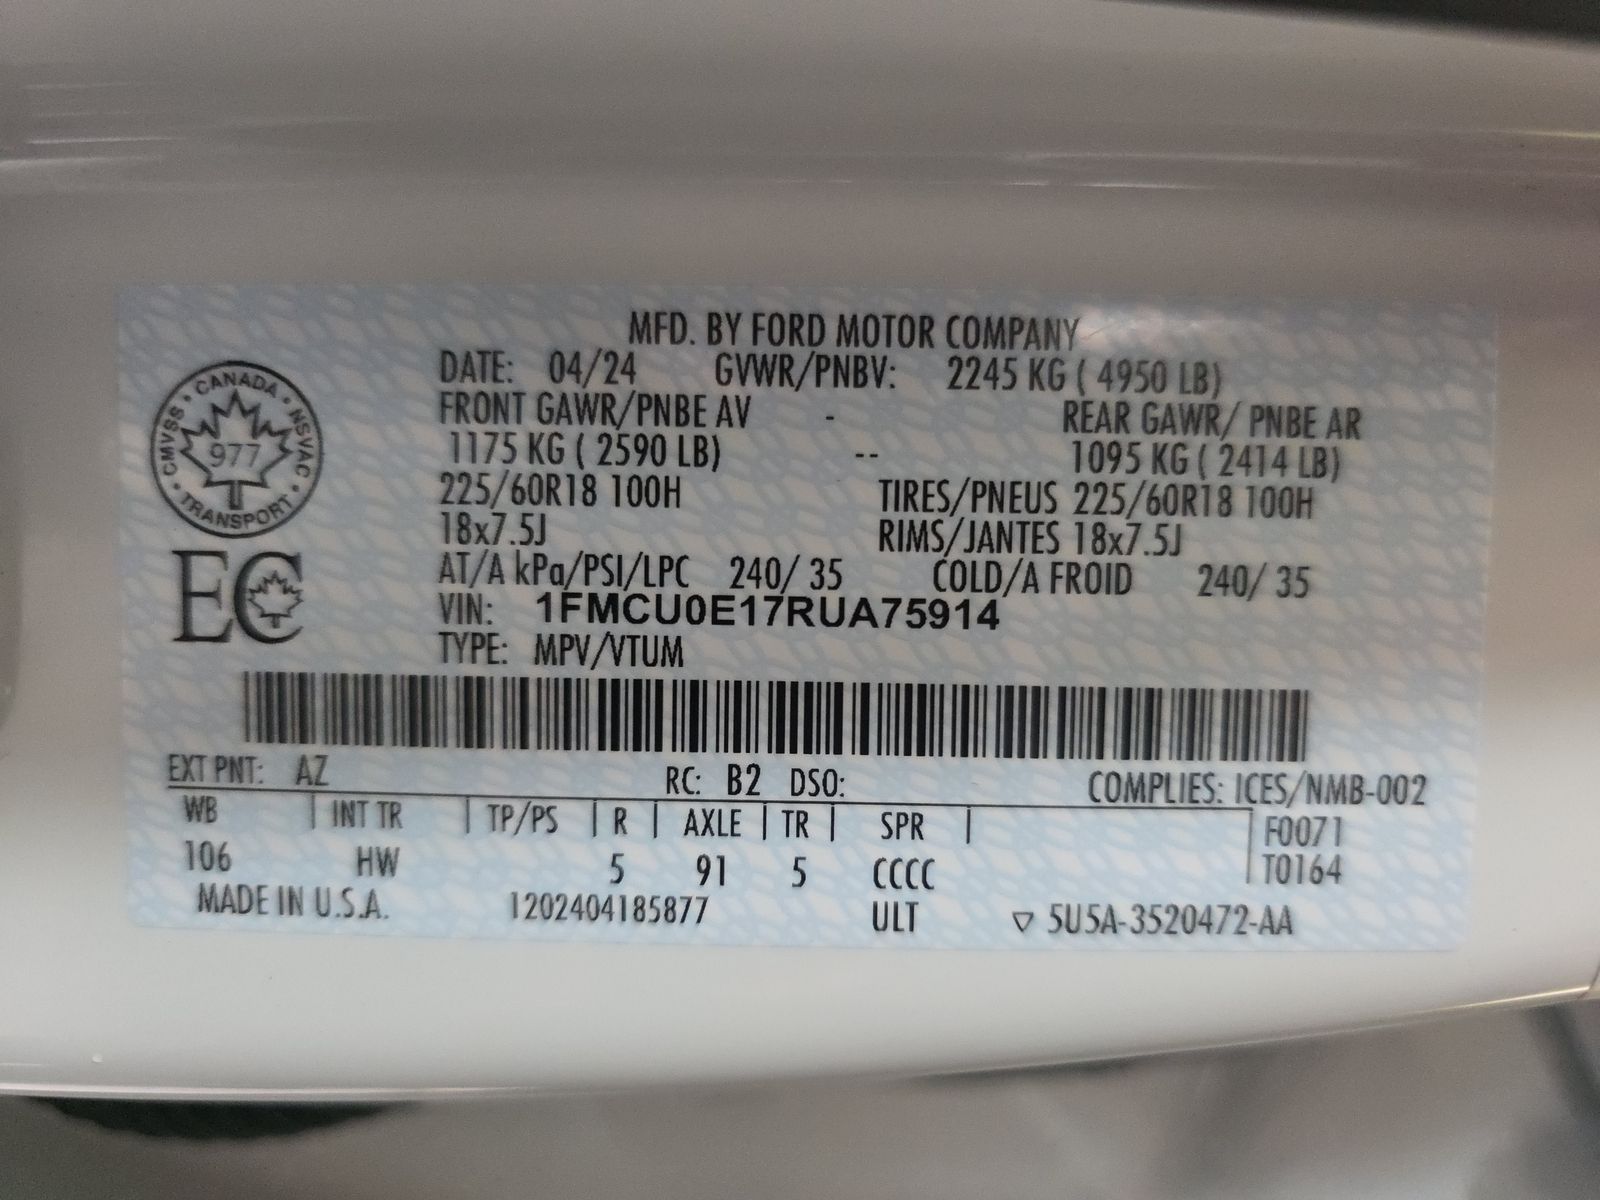 MFD. BY FORD MOTOR COMPANY
DATE: 04/24 GVWR/PNBV: 2245 KG ( 4950 LB)
FRONT GAWR/PNBE AV - REAR GAWR/ PNBE AR
1175 KG ( 2590 LB) -- 1095 KG ( 2414 LB)
225/60R18 100H TIRES/PNEUS 225/60R18 100H
18x7.5J RIMS/JANTES 18x7.5J
AT/A kPa/PSI/LPC 240/ 35 COLD/A FROID 240/ 35
VIN: 1FMCU0E17RUA75914
TYPE: MPV/VTUM
CANADA
CMVSS • NSVAC
977
TRANSPORT
EC
EXT PNT: AZ RC: B2 DSO: COMPLIES: ICES/NMB-002
WB | INT TR | TP/PS | R | AXLE | TR | SPR | F0071
106 HW 5 91 5 CCCC T0164
MADE IN U.S.A. 1202404185877 ULT ▽ 5U5A-3520472-AA